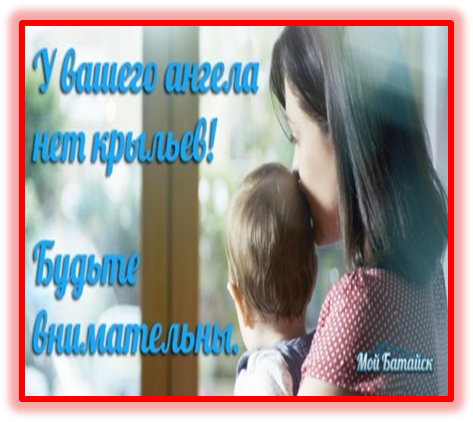 У вашего ангела
нет крыльев!
Будьте
внимательны.
Мой Батайск